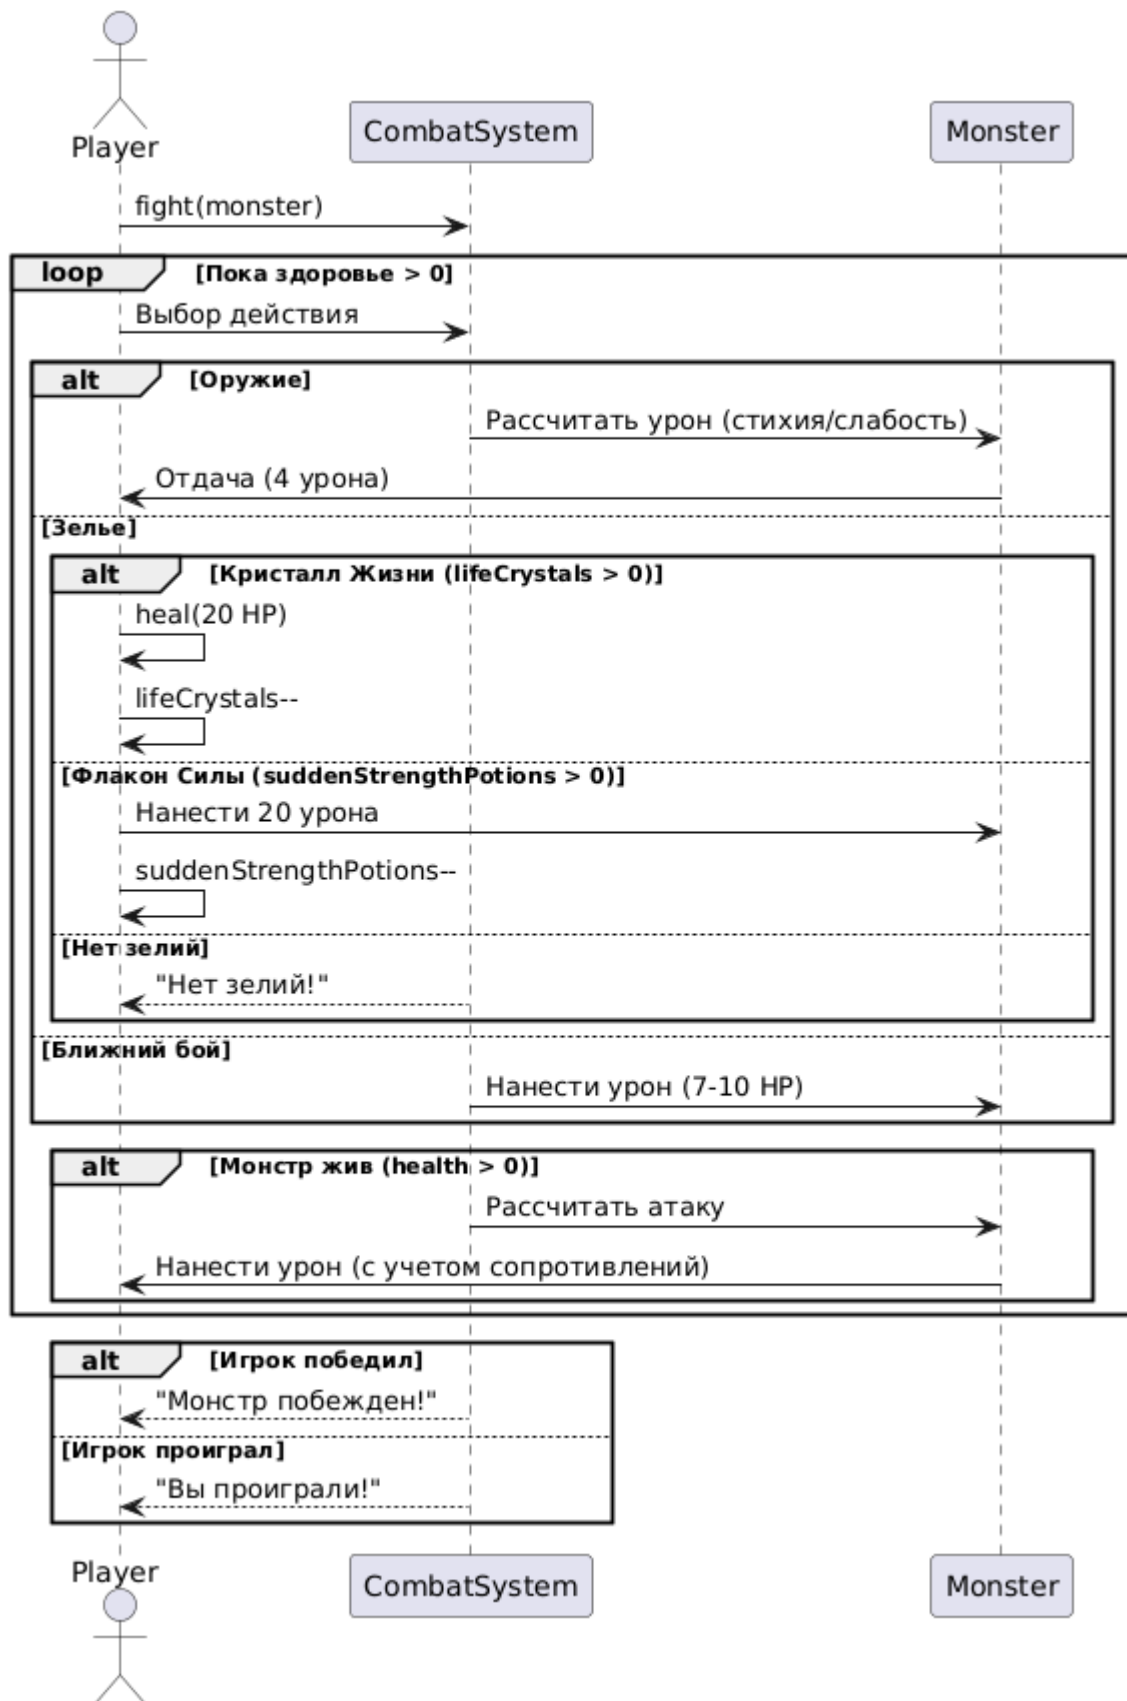 Player
CombatSystem
Monster
fight(monster)
loop [Пока здоровье > 0]
Выбор действия
alt [Оружие]
Рассчитать урон (стихия/слабость)
Отдача (4 урона)
[Зелье]
alt [Кристалл Жизни (lifeCrystals > 0)]
heal(20 HP)
lifeCrystals--
[Флакон Силы (suddenStrengthPotions > 0)]
Нанести 20 урона
suddenStrengthPotions--
[Нет зелий]
"Нет зелий!"
[Ближний бой]
Нанести урон (7-10 HP)
alt [Монстр жив (health > 0)]
Рассчитать атаку
Нанести урон (с учетом сопротивлений)
alt [Игрок победил]
"Монстр побежден!"
[Игрок проиграл]
"Вы проиграли!"
Player
CombatSystem
Monster